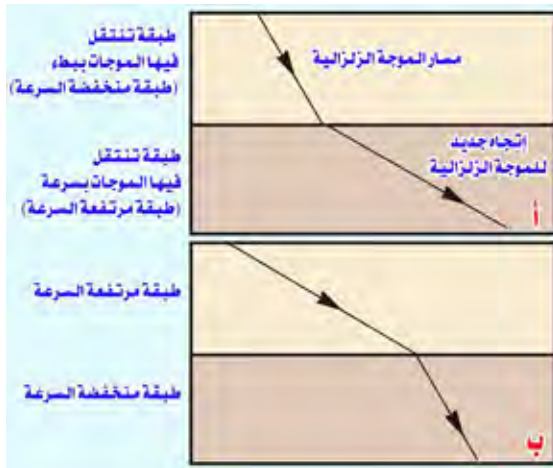 طبقة تنتقل
فيها الموجات ببطء
(طبقة منخفضة السرعة)
مسار الموجة الزلزالية
طبقة تنتقل
فيها الموجات بسرعة
(طبقة مرتفعة السرعة)
إتجاه جديد
للموجة الزلزالية
أ
طبقة مرتفعة السرعة
طبقة منخفضة السرعة
ب